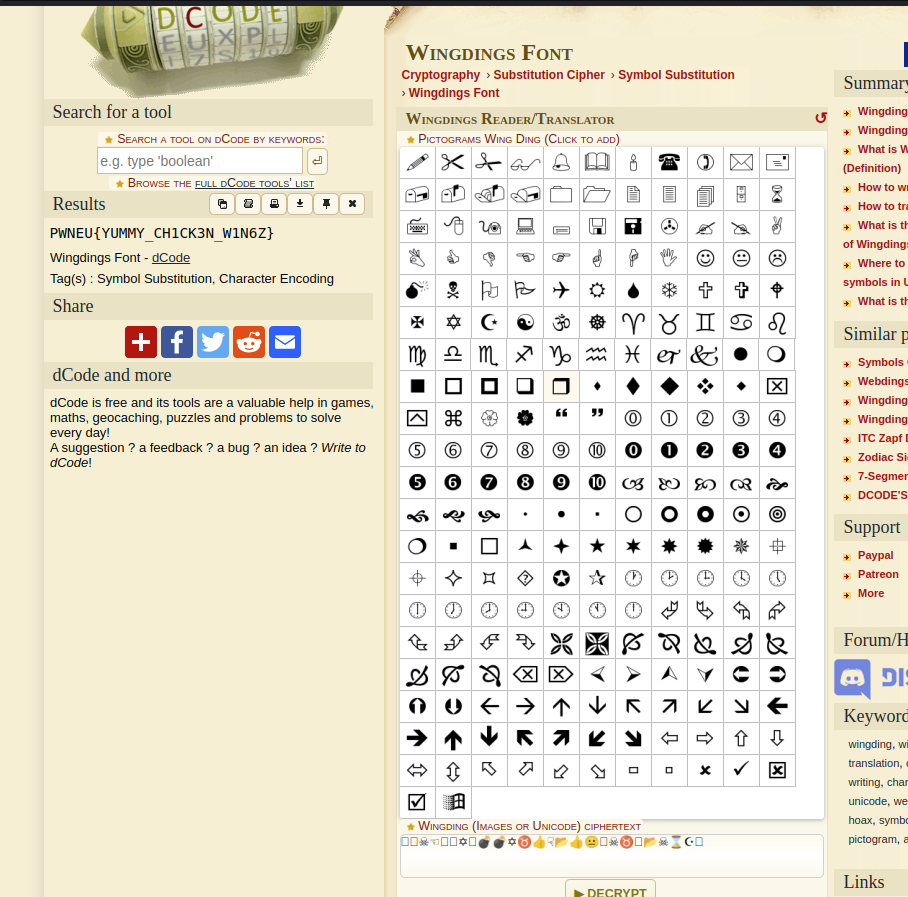 DCODE
EUXPL
Search for a tool
Search a tool on dCode by keywords:
e.g. type 'boolean'
Browse the full dCode tools' list
Results
PWNEU{YUMMY_CH1CK3N_W1N6Z}
Wingdings Font - dCode
Tag(s) : Symbol Substitution, Character Encoding
Share
dCode and more
dCode is free and its tools are a valuable help in games,
maths, geocaching, puzzles and problems to solve
every day!
A suggestion ? a feedback ? a bug ? an idea ? Write to
dCode!
Wingdings Font
Cryptography › Substitution Cipher › Symbol Substitution
› Wingdings Font
Wingdings Reader/Translator
Pictograms Wing Ding (Click to add)
Wingding (Images or Unicode) ciphertext
▶ DECRYPT
Summary
Wingding
Wingding
What is W
(Definition)
How to wr
How to tra
What is th
of Wingdings
Where to
symbols in U
What is th
Similar p
Symbols
Webdings
Wingding
Wingding
ITC Zapf D
Zodiac Si
7-Segmen
DCODE'S
Support
Paypal
Patreon
More
Forum/H
DIS
Keyword
wingding, wi
translation, c
writing, char
unicode, we
hoax, symbo
pictogram, a
Links